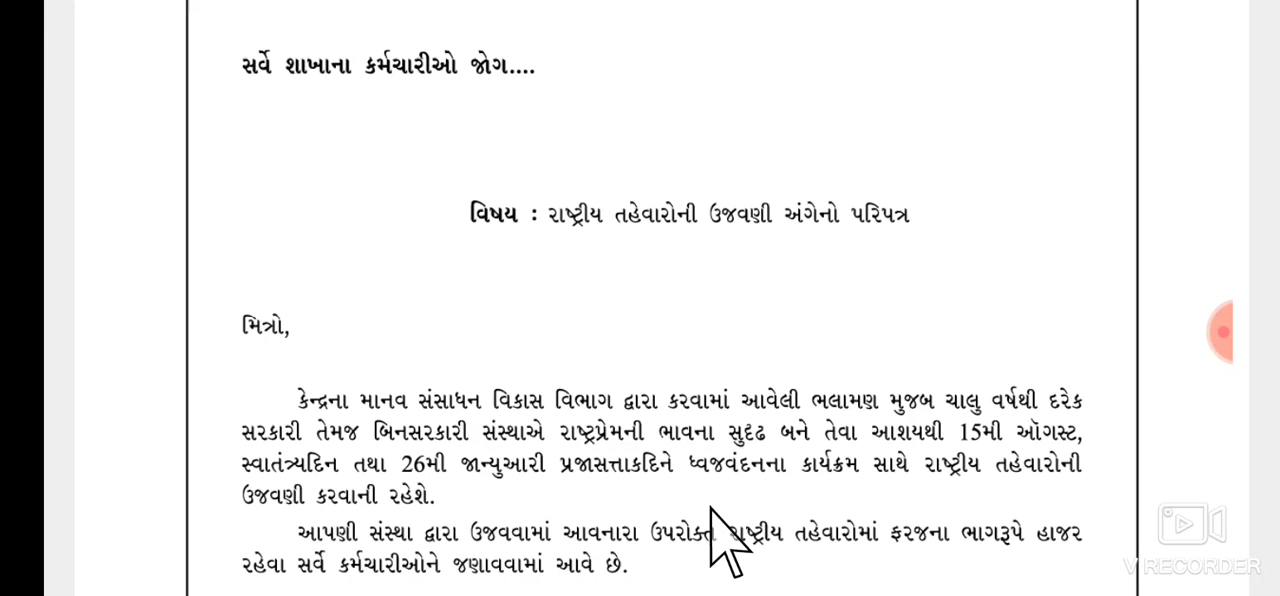 સર્વે શાખાના કર્મચારીઓ જોગ....
વિષય : રાષ્ટ્રીય તહેવારોની ઉજવણી અંગેનો પરિપત્ર
મિત્રો,
કેન્દ્રના માનવ સંસાધન વિકાસ વિભાગ દ્વારા કરવામાં આવેલી ભલામણ મુજબ ચાલુ વર્ષથી દરેક
સરકારી તેમજ બિનસરકારી સંસ્થાએ રાષ્ટ્રપ્રેમની ભાવના સુદૃઢ બને તેવા આશયથી 15મી ઑગસ્ટ,
સ્વાતંત્ર્યદિન તથા 26મી જાન્યુઆરી પ્રજાસત્તાકદિને ધ્વજવંદનના કાર્યક્રમ સાથે રાષ્ટ્રીય તહેવારોની
ઉજવણી કરવાની રહેશે.
આપણી સંસ્થા દ્વારા ઉજવવામાં આવનારા ઉપરોક્ત રાષ્ટ્રીય તહેવારોમાં ફરજના ભાગરૂપે હાજર
રહેવા સર્વે કર્મચારીઓને જણાવવામાં આવે છે.
V RECORDER